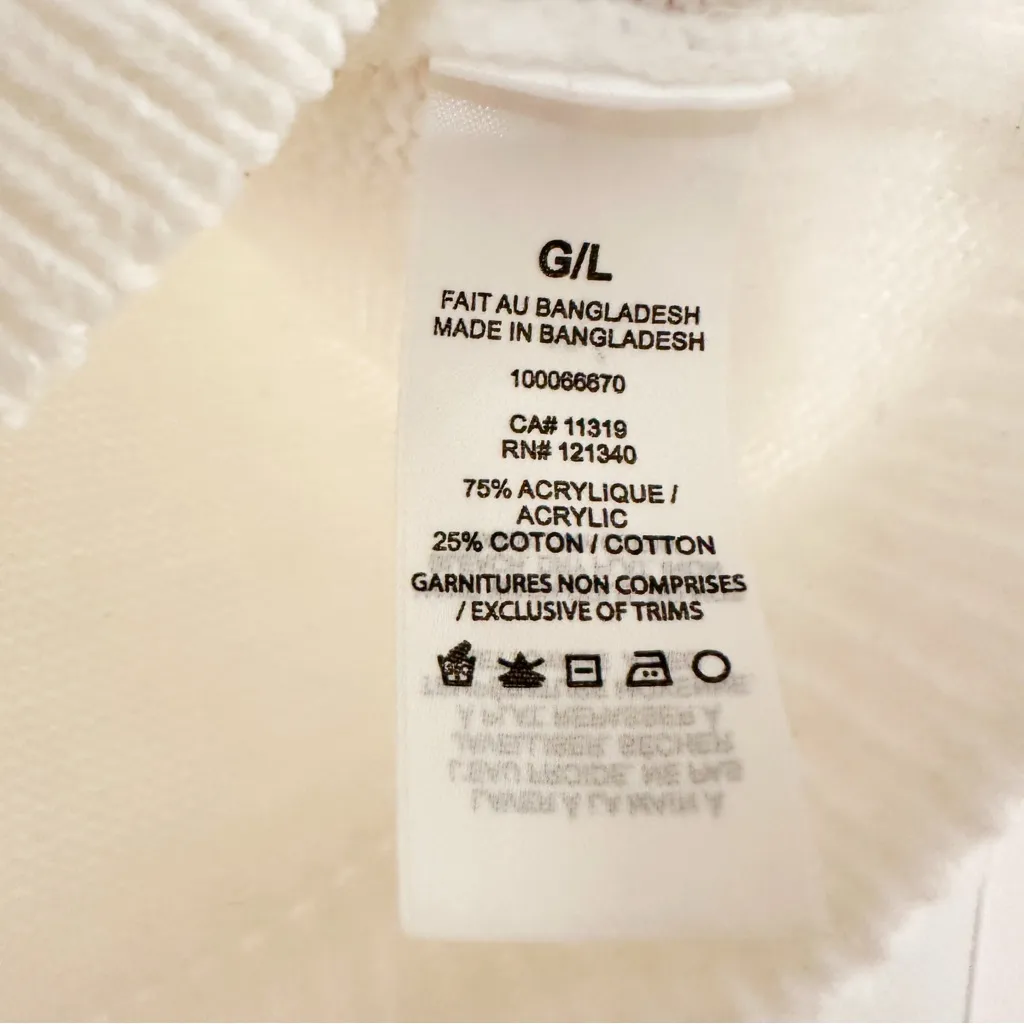 G/L
FAIT AU BANGLADESH
MADE IN BANGLADESH
100066870
CA# 11319
RN# 121340
75% ACRYLIQUE /
ACRYLIC
25% COTON / COTTON
GARNITURES NON COMPRISES
/ EXCLUSIVE OF TRIMS